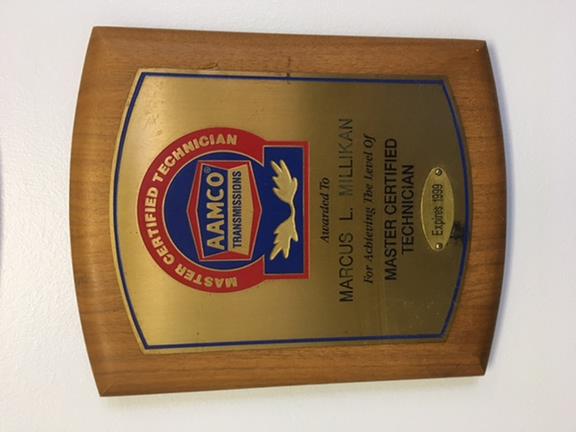 MASTER CERTIFIED TECHNICIAN
AAMCO®
TRANSMISSIONS
Awarded To
MARCUS L. MILLIKAN
For Achieving The Level Of
MASTER CERTIFIED
TECHNICIAN
Expires 1999